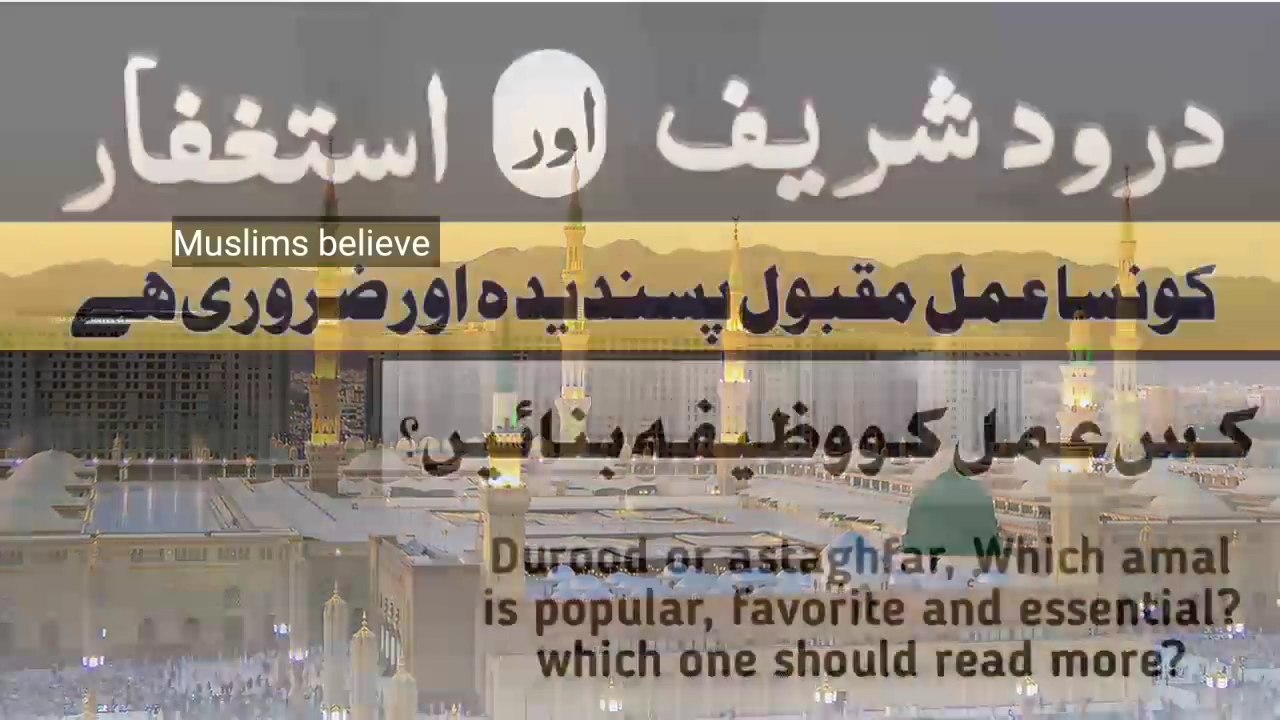 درود شریف اور استغفار
Muslims believe
کونسا عمل مقبول پسندیدہ اور ضروری ہے
کس عمل کو وظیفہ بنائیں؟
Durood or astaghfar, Which amal
is popular, favorite and essential?
which one should read more?